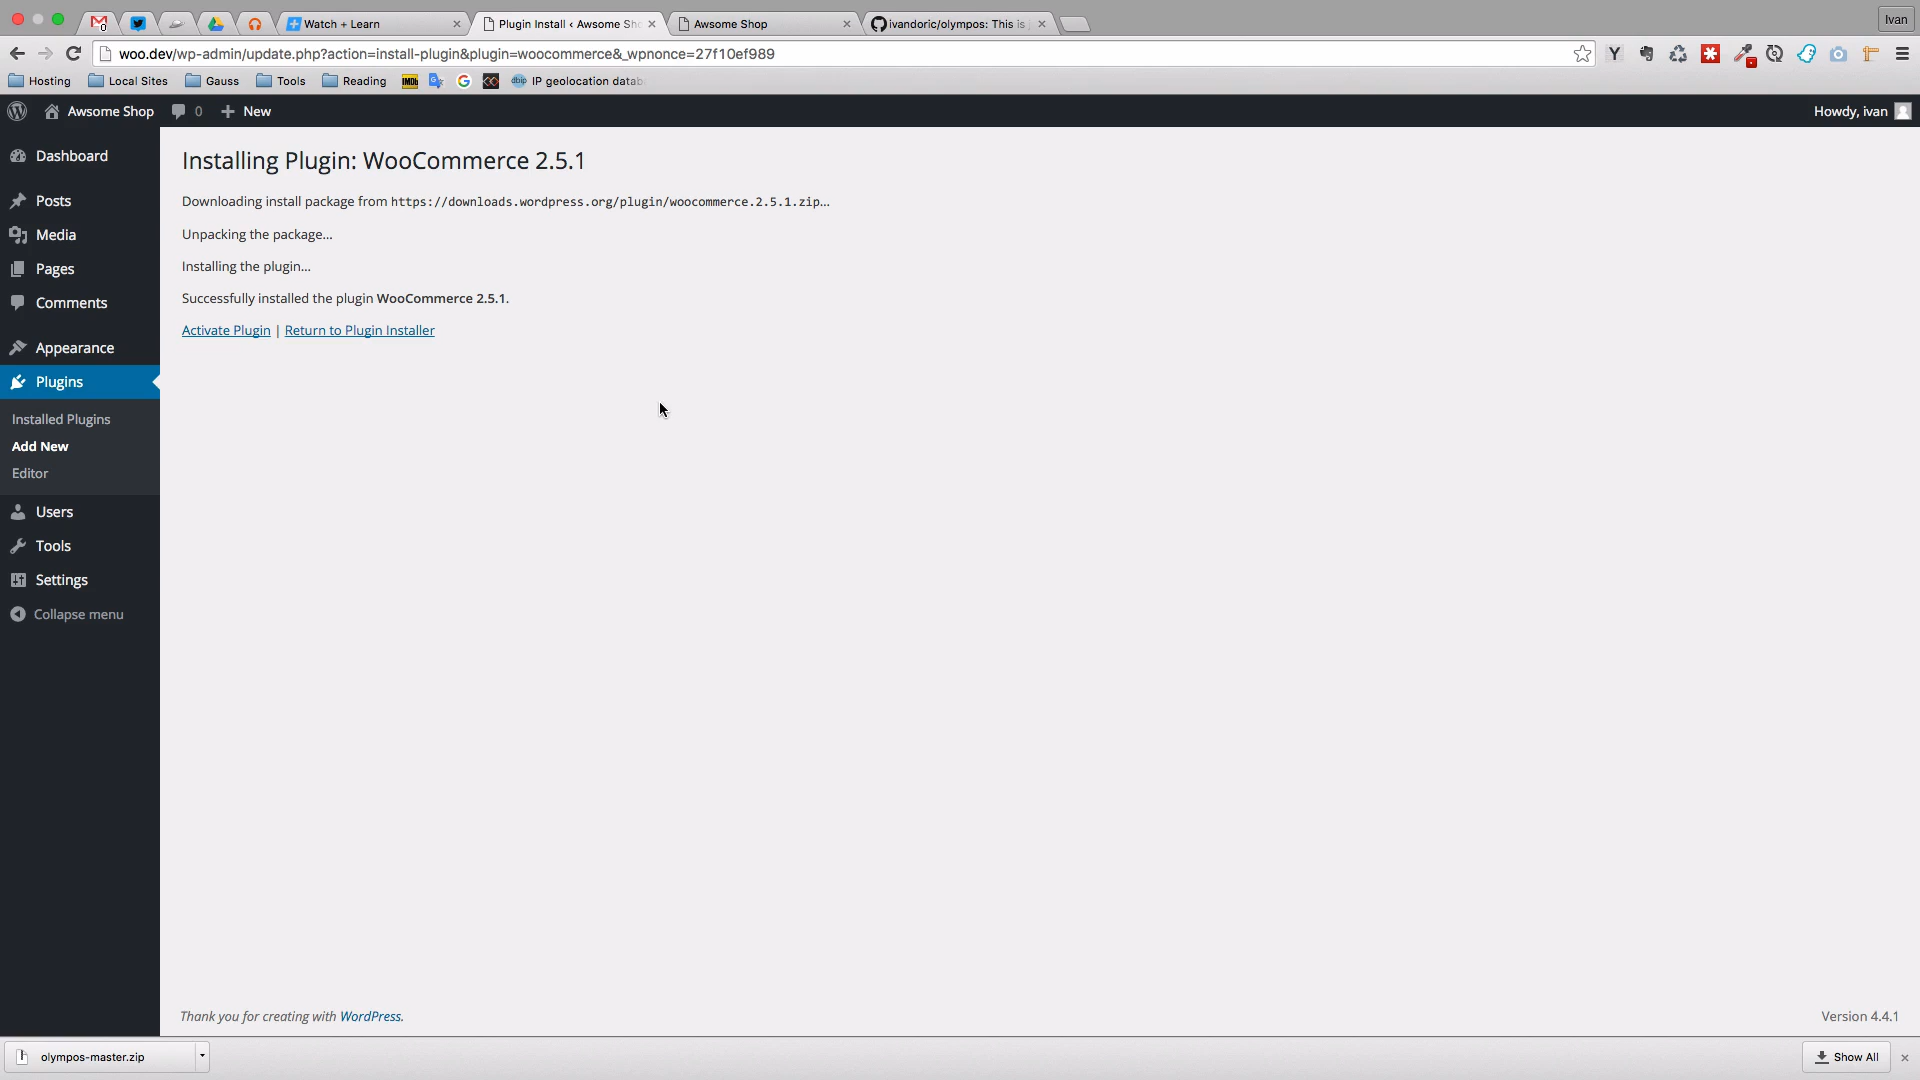 0
Watch + Learn
Plugin Install ‹ Awsome Sh
Awsome Shop
ivandoric/olympos: This is
Ivan
woo.dev/wp-admin/update.php?action=install-plugin&plugin=woocommerce&_wpnonce=27f10ef989
Hosting
Local Sites
Gauss
Tools
Reading
IMDb
dbip
IP geolocation datab
Awsome Shop
0
New
Howdy, ivan
Dashboard
Posts
Media
Pages
Comments
Appearance
Plugins
Installed Plugins
Add New
Editor
Users
Tools
Settings
Collapse menu
Installing Plugin: WooCommerce 2.5.1
Downloading install package from https://downloads.wordpress.org/plugin/woocommerce.2.5.1.zip…
Unpacking the package…
Installing the plugin…
Successfully installed the plugin WooCommerce 2.5.1.
Activate Plugin | Return to Plugin Installer
Thank you for creating with WordPress.
Version 4.4.1
olympos-master.zip
Show All